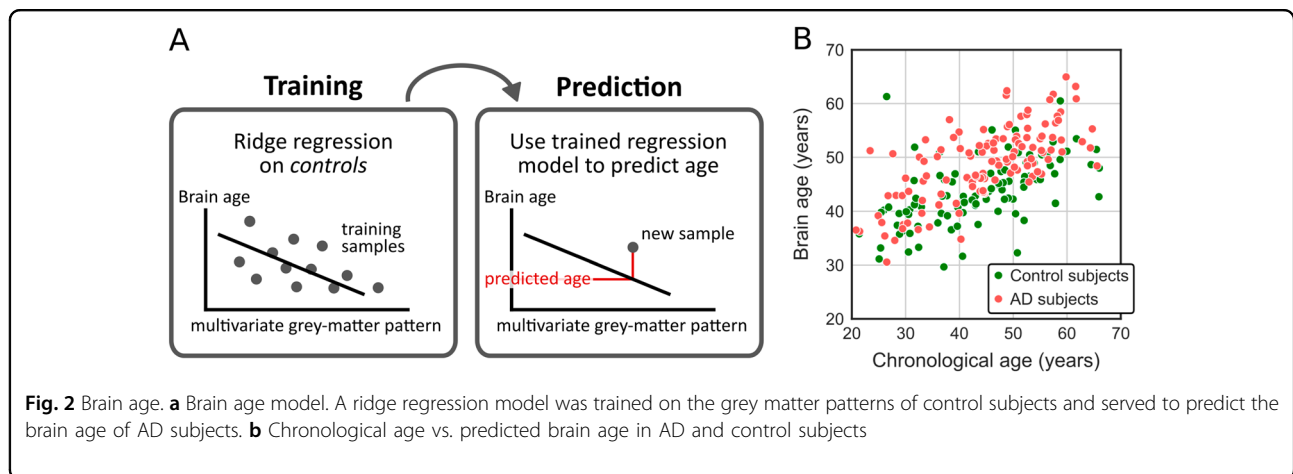 A
Training
Prediction
Ridge regression
on controls
Brain age
training
samples
multivariate grey-matter pattern
Use trained regression
model to predict age
Brain age
new sample
predicted age
multivariate grey-matter pattern
B
70
60
50
40
30
20
Brain age (years)
Control subjects
AD subjects
20 30 40 50 60 70
Chronological age (years)
Fig. 2 Brain age. a Brain age model. A ridge regression model was trained on the grey matter patterns of control subjects and served to predict the
brain age of AD subjects. b Chronological age vs. predicted brain age in AD and control subjects